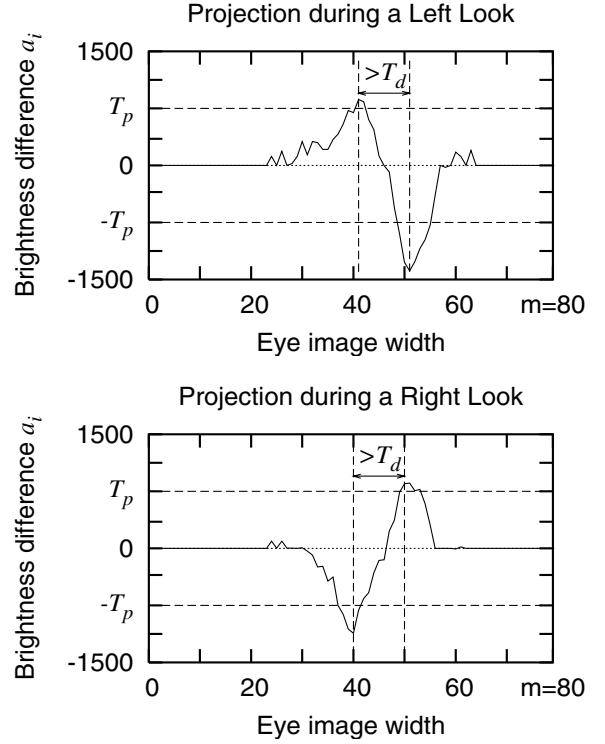 Projection during a Left Look
Brightness difference a_i
1500
T_p
0
-T_p
-1500
>T_d
0 20 40 60 m=80
Eye image width
Projection during a Right Look
Brightness difference a_i
1500
T_p
0
-T_p
-1500
>T_d
0 20 40 60 m=80
Eye image width